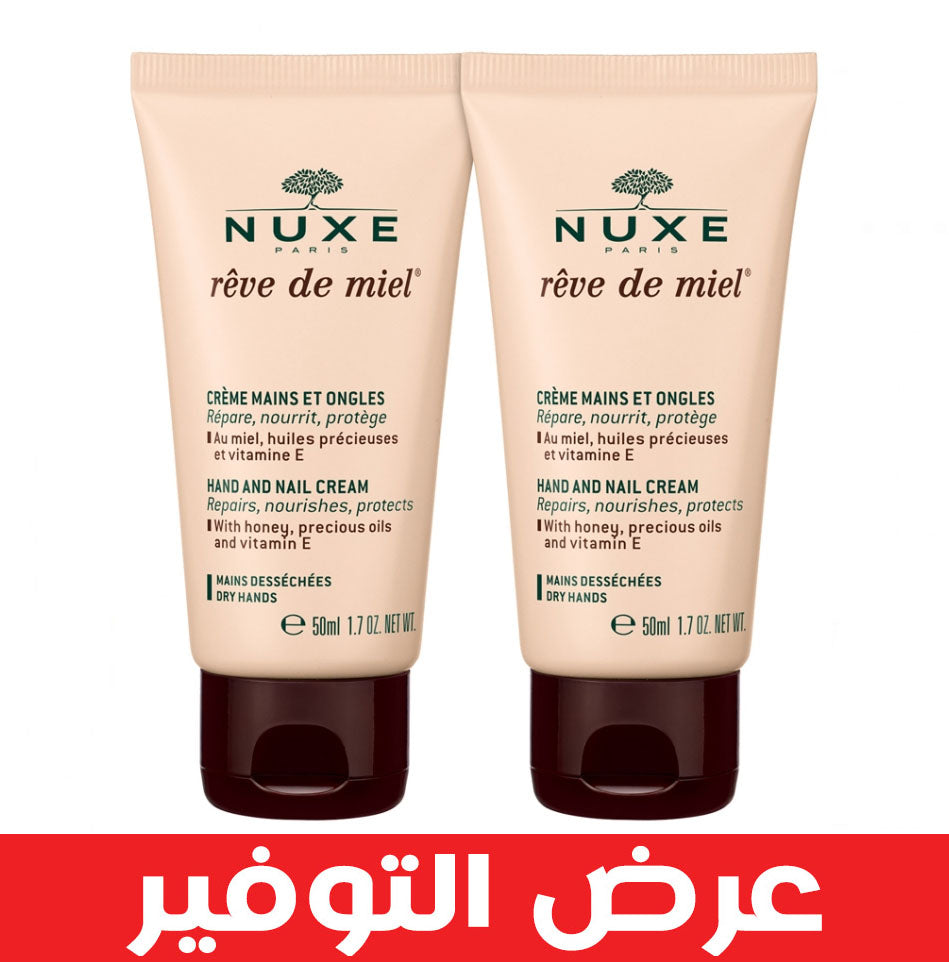 NUXE
PARIS
rêve de miel®
CRÈME MAINS ET ONGLES
Répare, nourrit, protège
Au miel, huiles précieuses
et vitamine E
HAND AND NAIL CREAM
Repairs, nourishes, protects
With honey, precious oils
and vitamin E
MAINS DESSÉCHÉES
DRY HANDS
℮ 50ml 1.7 OZ. NET WT.
NUXE
PARIS
rêve de miel®
CRÈME MAINS ET ONGLES
Répare, nourrit, protège
Au miel, huiles précieuses
et vitamine E
HAND AND NAIL CREAM
Repairs, nourishes, protects
With honey, precious oils
and vitamin E
MAINS DESSÉCHÉES
DRY HANDS
℮ 50ml 1.7 OZ. NET WT.
عرض التوفير